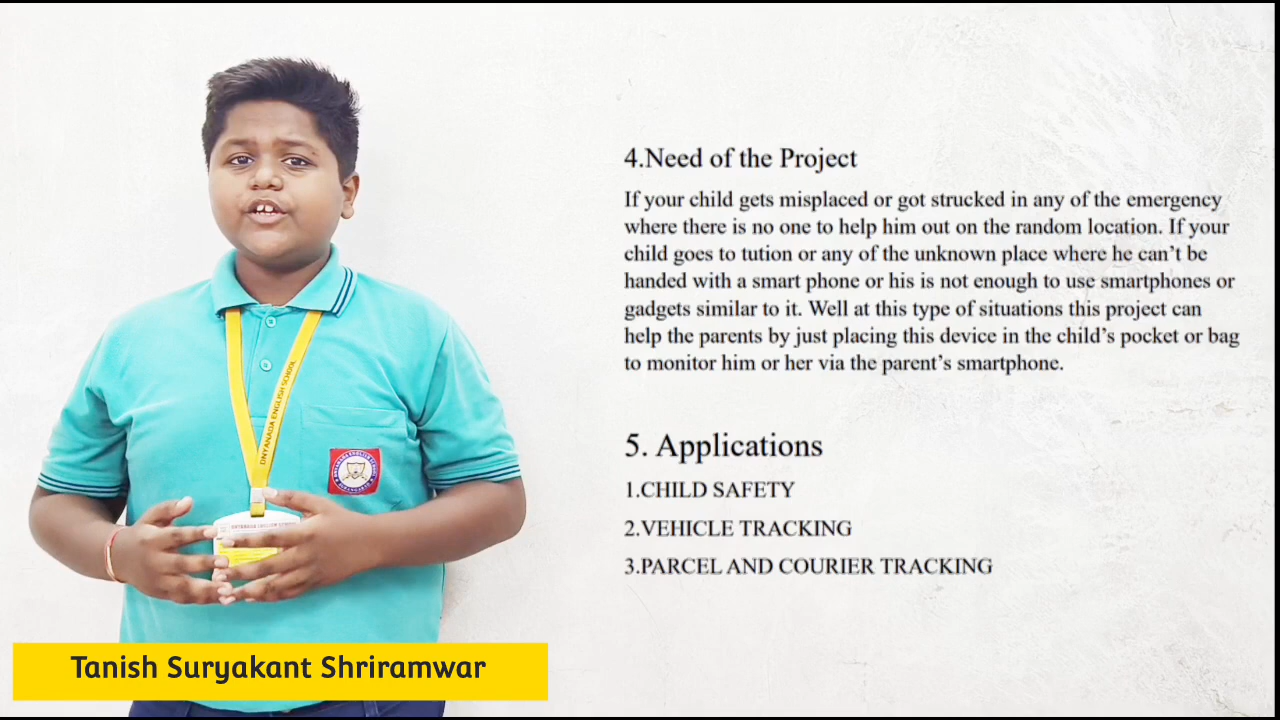 4.Need of the Project
If your child gets misplaced or got strucked in any of the emergency
where there is no one to help him out on the random location. If your
child goes to tution or any of the unknown place where he can't be
handed with a smart phone or his is not enough to use smartphones or
gadgets similar to it. Well at this type of situations this project can
help the parents by just placing this device in the child's pocket or bag
to monitor him or her via the parent's smartphone.
5. Applications
1.CHILD SAFETY
2.VEHICLE TRACKING
3.PARCEL AND COURIER TRACKING
DNYANADA ENGLISH SCHOOL
Tanish Suryakant Shriramwar